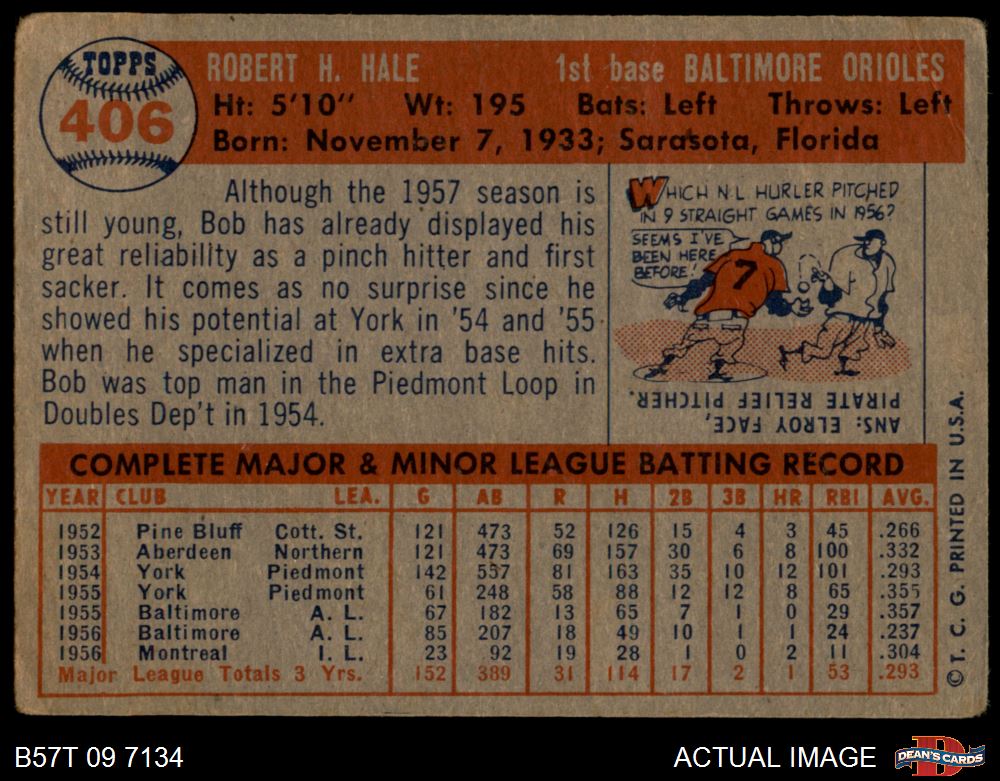 TOPPS
406
ROBERT H. HALE 1st base BALTIMORE ORIOLES
Ht: 5'10" Wt: 195 Bats: Left Throws: Left
Born: November 7, 1933; Sarasota, Florida
Although the 1957 season is
still young, Bob has already displayed his
great reliability as a pinch hitter and first
sacker. It comes as no surprise since he
showed his potential at York in '54 and '55
when he specialized in extra base hits.
Bob was top man in the Piedmont Loop in
Doubles Dep't in 1954.
WHICH N·L HURLER PITCHED
IN 9 STRAIGHT GAMES IN 1956?
SEEMS I'VE
BEEN HERE
BEFORE!
7
ANS: ELROY FACE,
PIRATE RELIEF PITCHER.
COMPLETE MAJOR & MINOR LEAGUE BATTING RECORD
YEAR CLUB LEA. G AB R H 2B 3B HR RBI AVG.
1952 Pine Bluff Cott. St. 121 473 52 126 15 4 3 45 .266
1953 Aberdeen Northern 121 473 69 157 30 6 8 100 .332
1954 York Piedmont 142 557 81 163 35 10 12 101 .293
1955 York Piedmont 61 248 58 88 12 12 8 65 .355
1955 Baltimore A. L. 67 182 13 65 7 1 0 29 .357
1956 Baltimore A. L. 85 207 18 49 10 1 1 24 .237
1956 Montreal I. L. 23 92 19 28 1 0 2 11 .304
Major League Totals 3 Yrs. 152 389 31 114 17 2 1 53 .293
© T. C. G. PRINTED IN U.S.A.
B57T 09 7134
ACTUAL IMAGE
DEAN'S CARDS